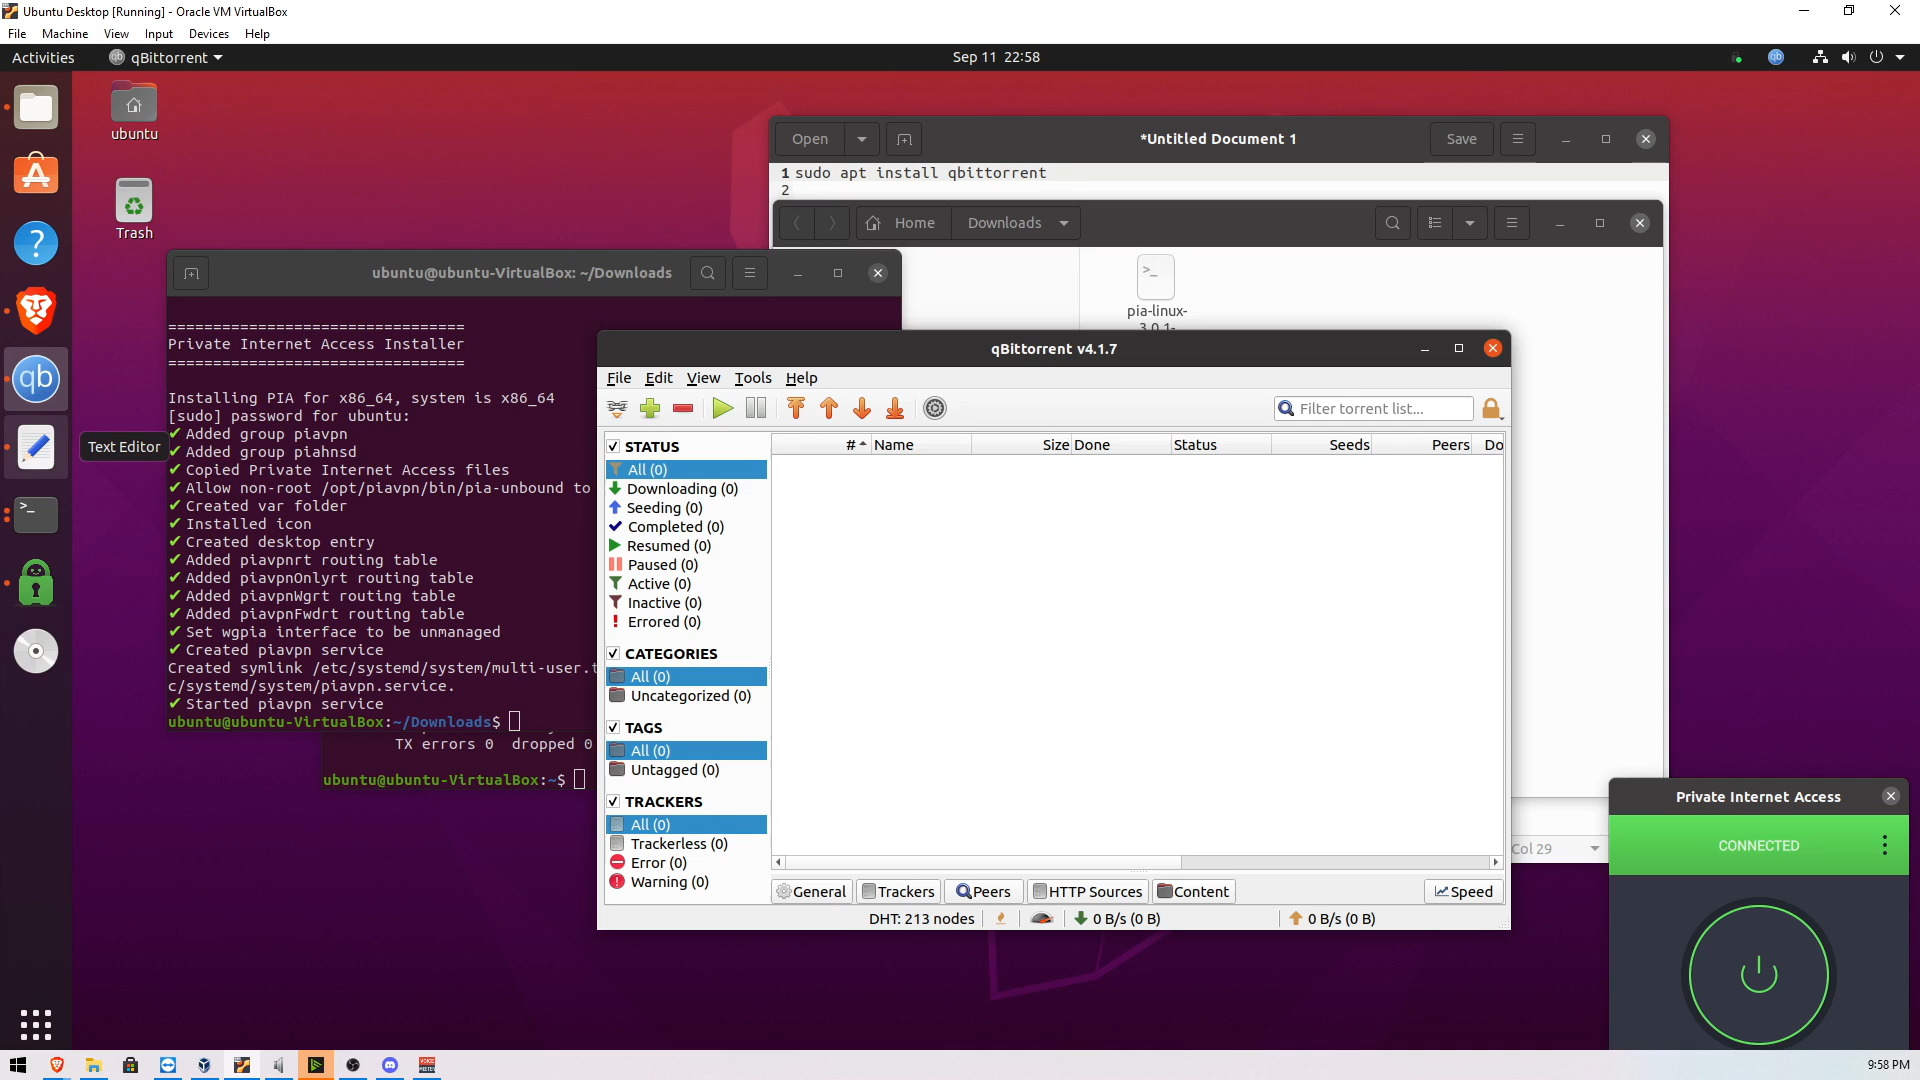 Ubuntu Desktop [Running] - Oracle VM VirtualBox
File Machine View Input Devices Help
Activities qBittorrent Sep 11 22:58
ubuntu
Trash
Text Editor
Open *Untitled Document 1 Save
1 sudo apt install qbittorrent
2
Home Downloads
pia-linux-
3.0.1-
Col 29
ubuntu@ubuntu-VirtualBox: ~/Downloads
=================================
Private Internet Access Installer
=================================
Installing PIA for x86_64, system is x86_64
[sudo] password for ubuntu:
✔ Added group piavpn
✔ Added group piahnsd
✔ Copied Private Internet Access files
✔ Allow non-root /opt/piavpn/bin/pia-unbound to
✔ Created var folder
✔ Installed icon
✔ Created desktop entry
✔ Added piavpnrt routing table
✔ Added piavpnOnlyrt routing table
✔ Added piavpnWgrt routing table
✔ Added piavpnFwdrt routing table
✔ Set wgpia interface to be unmanaged
✔ Created piavpn service
Created symlink /etc/systemd/system/multi-user.t
c/systemd/system/piavpn.service.
✔ Started piavpn service
ubuntu@ubuntu-VirtualBox:~/Downloads$
TX errors 0 dropped 0
ubuntu@ubuntu-VirtualBox:~$
qBittorrent v4.1.7
File Edit View Tools Help
Filter torrent list...
STATUS
All (0)
Downloading (0)
Seeding (0)
Completed (0)
Resumed (0)
Paused (0)
Active (0)
Inactive (0)
Errored (0)
CATEGORIES
All (0)
Uncategorized (0)
TAGS
All (0)
Untagged (0)
TRACKERS
All (0)
Trackerless (0)
Error (0)
Warning (0)
# Name Size Done Status Seeds Peers Do
General Trackers Peers HTTP Sources Content Speed
DHT: 213 nodes 0 B/s (0 B) 0 B/s (0 B)
Private Internet Access
CONNECTED
9:58 PM